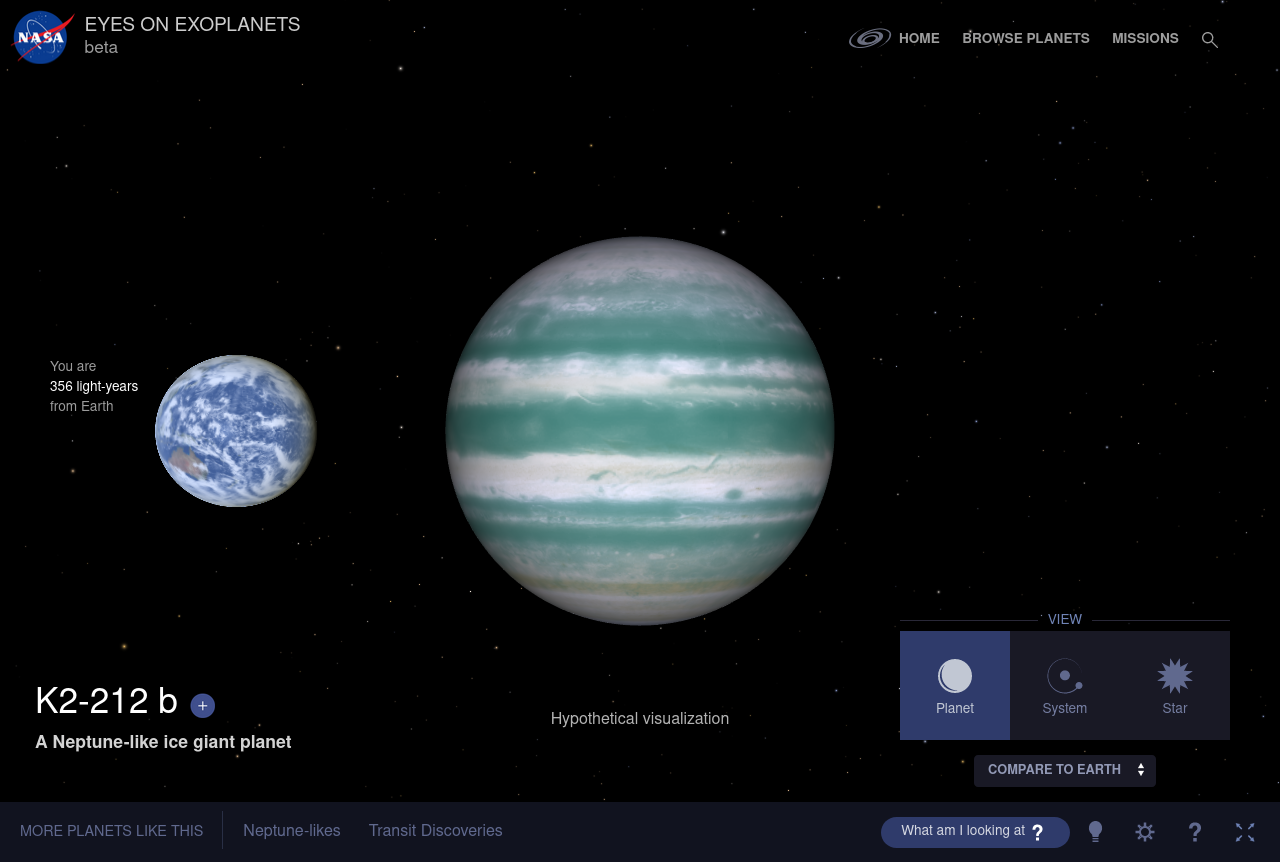 NASA
EYES ON EXOPLANETS
beta
HOME
BROWSE PLANETS
MISSIONS
You are
356 light-years
from Earth
K2-212 b
+
A Neptune-like ice giant planet
Hypothetical visualization
VIEW
Planet
System
Star
COMPARE TO EARTH
MORE PLANETS LIKE THIS
Neptune-likes
Transit Discoveries
What am I looking at ?
?